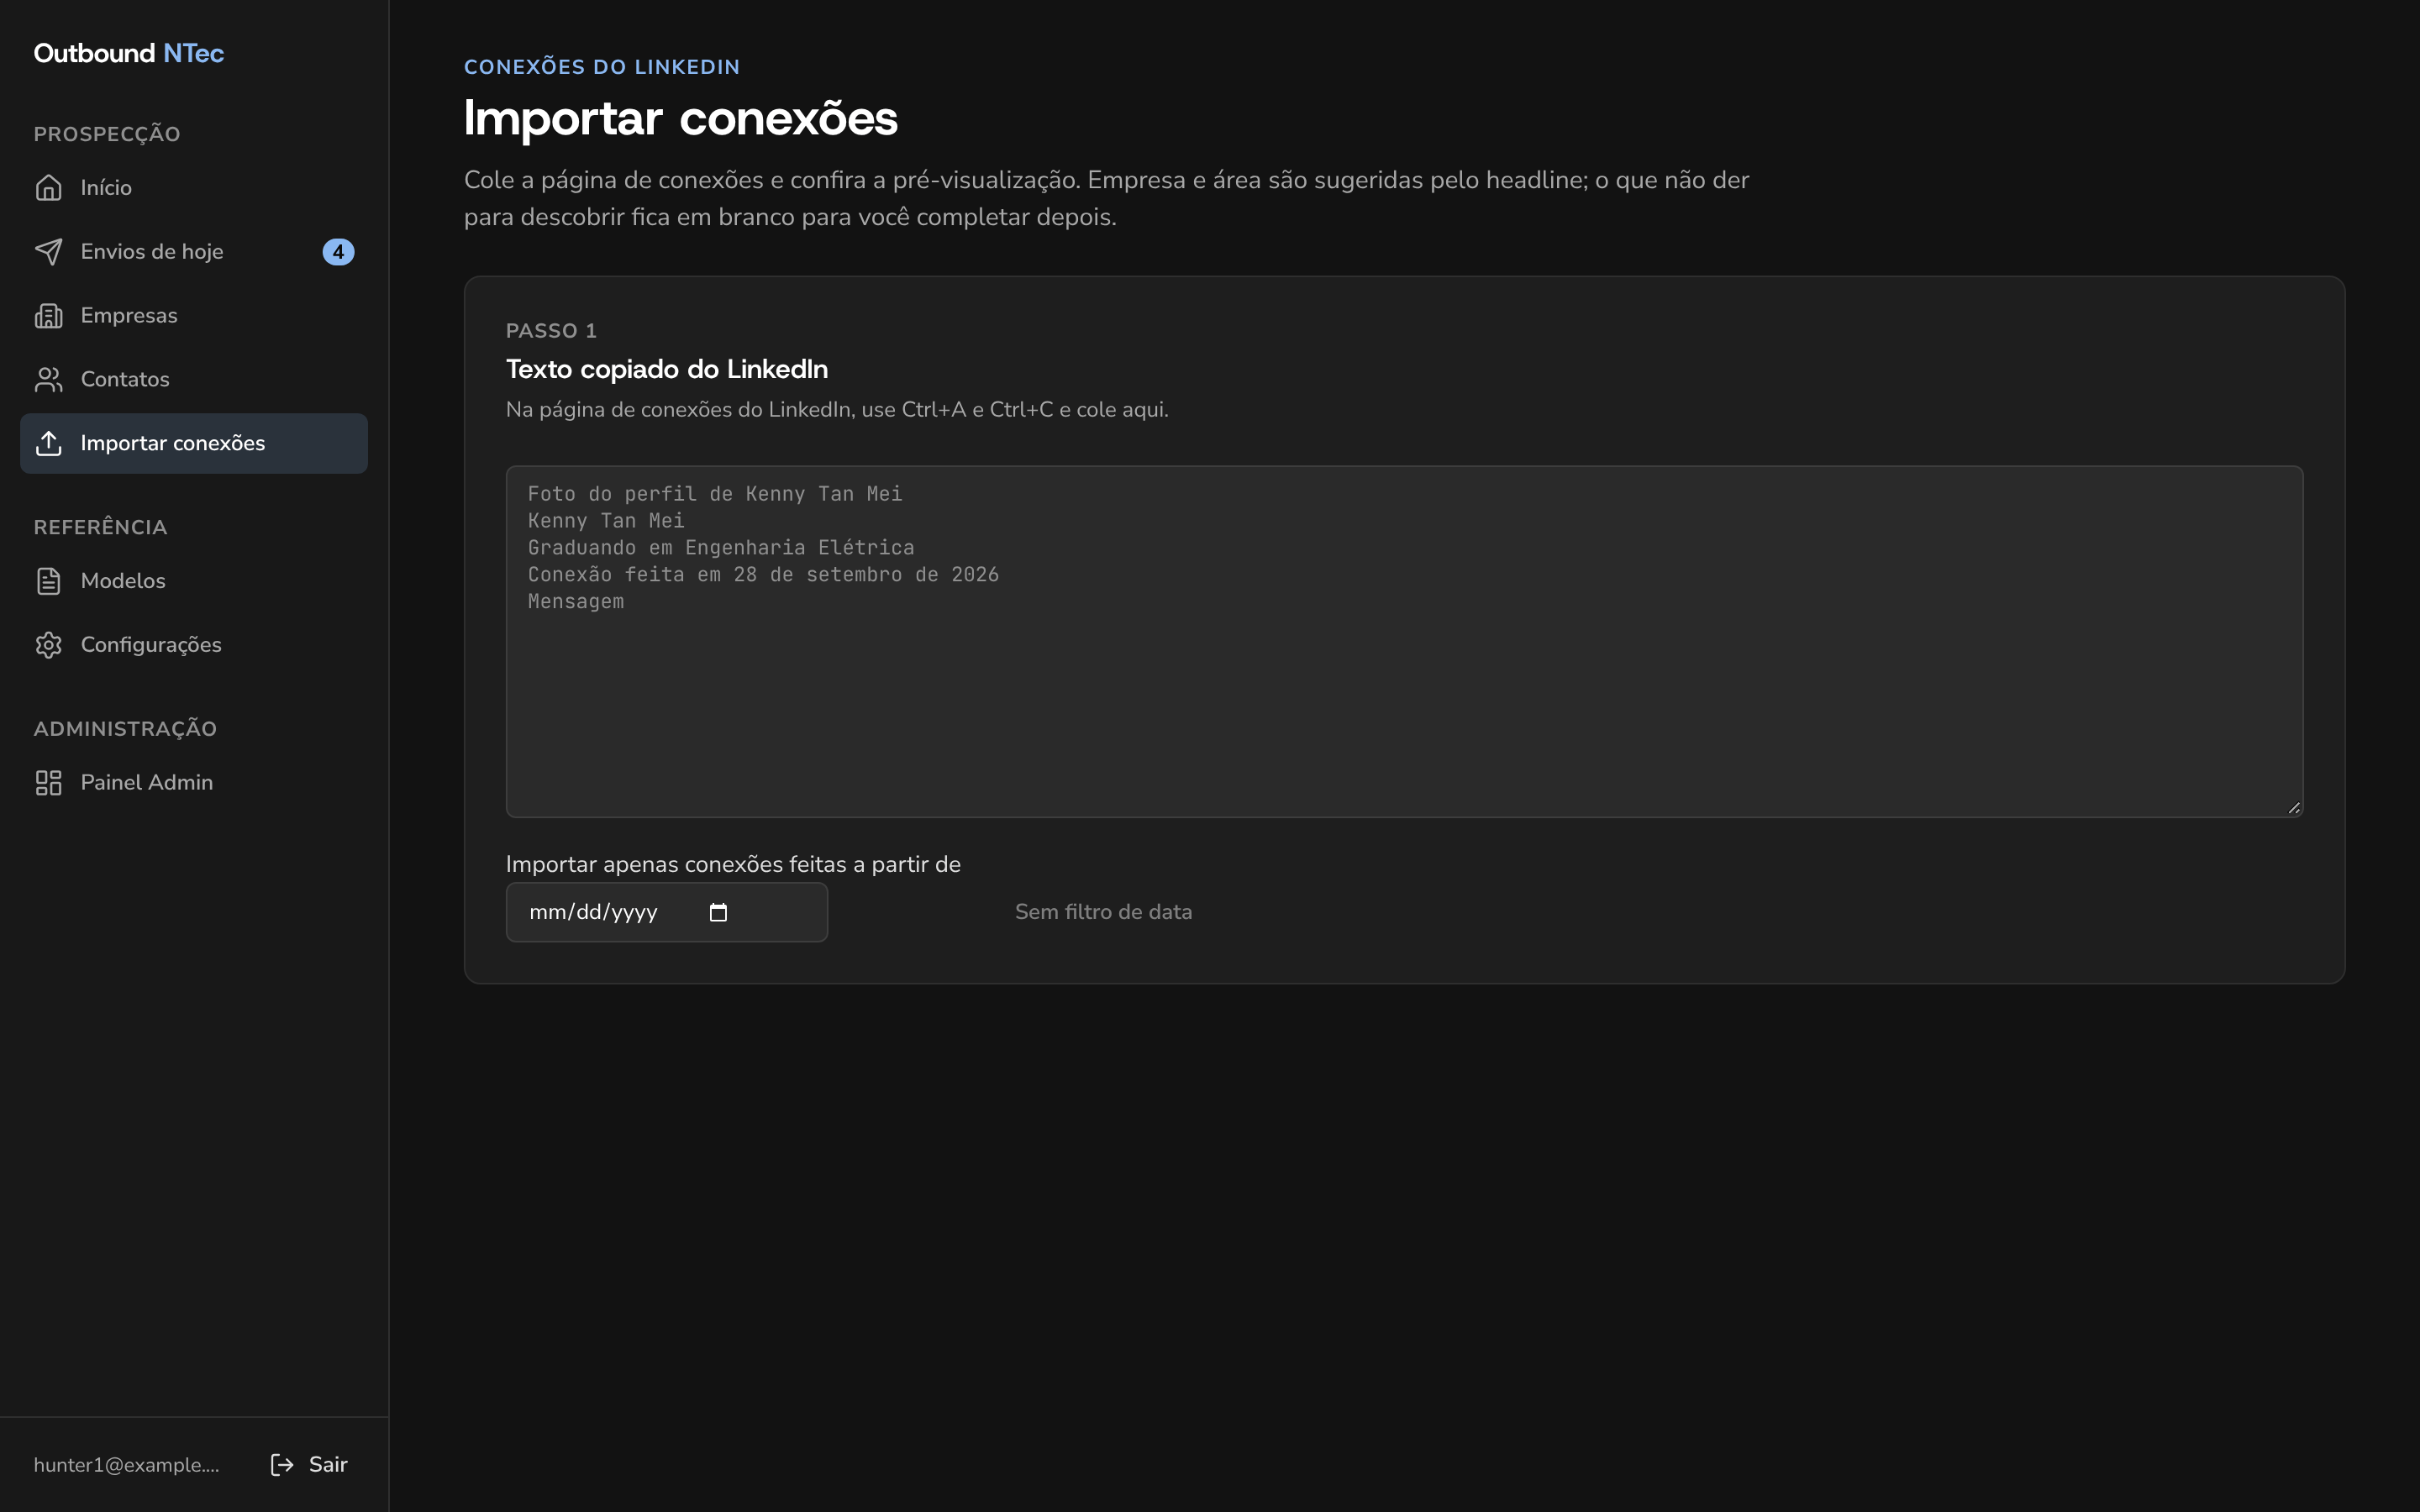 Outbound NTec
PROSPECÇÃO
Início
Envios de hoje 4
Empresas
Contatos
Importar conexões
REFERÊNCIA
Modelos
Configurações
ADMINISTRAÇÃO
Painel Admin
hunter1@example....
Sair
CONEXÕES DO LINKEDIN
Importar conexões
Cole a página de conexões e confira a pré-visualização. Empresa e área são sugeridas pelo headline; o que não der
para descobrir fica em branco para você completar depois.
PASSO 1
Texto copiado do LinkedIn
Na página de conexões do LinkedIn, use Ctrl+A e Ctrl+C e cole aqui.
Foto do perfil de Kenny Tan Mei
Kenny Tan Mei
Graduando em Engenharia Elétrica
Conexão feita em 28 de setembro de 2026
Mensagem
Importar apenas conexões feitas a partir de
mm/dd/yyyy
Sem filtro de data